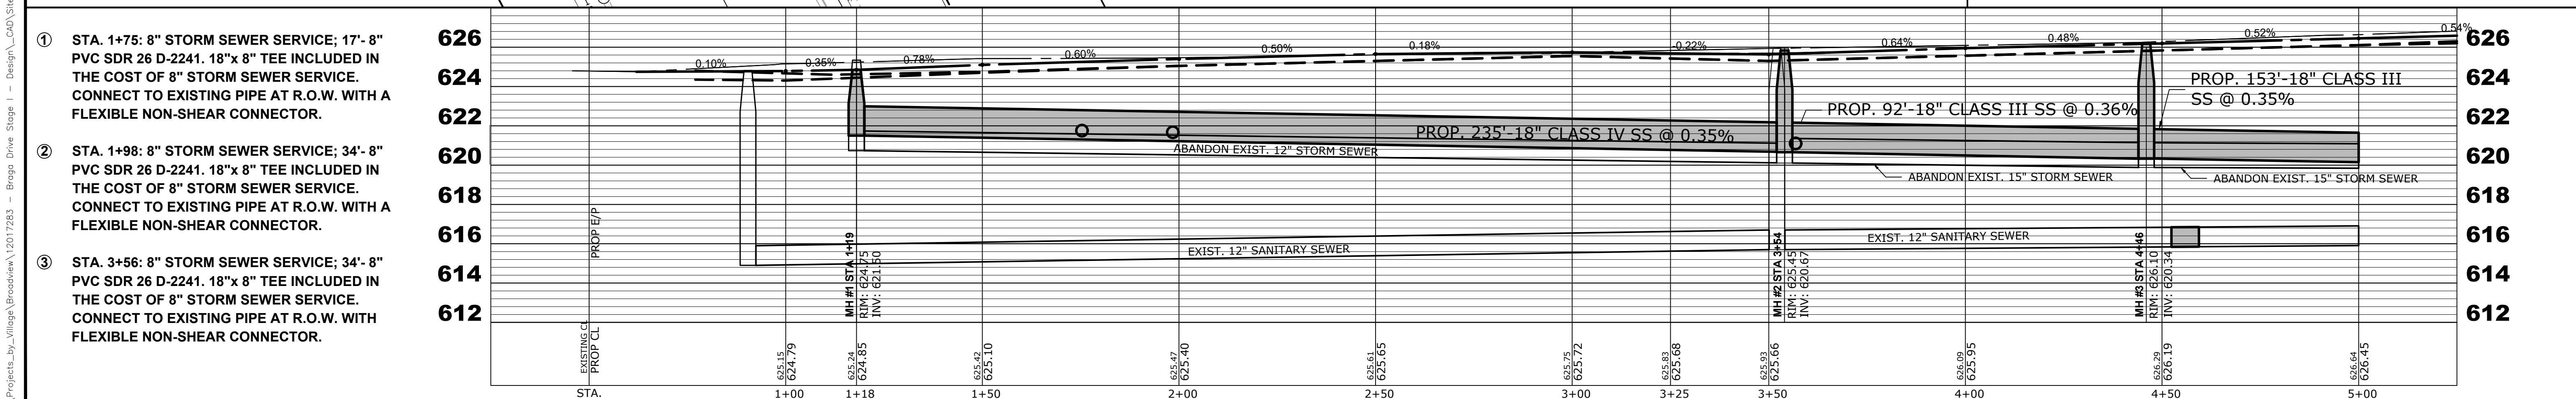 _Projects_by_Village\Broadview\12017283 - Braga Drive Stage I - Design\_CAD\Site
① STA. 1+75: 8" STORM SEWER SERVICE; 17'- 8"
PVC SDR 26 D-2241. 18"x 8" TEE INCLUDED IN
THE COST OF 8" STORM SEWER SERVICE.
CONNECT TO EXISTING PIPE AT R.O.W. WITH A
FLEXIBLE NON-SHEAR CONNECTOR.
② STA. 1+98: 8" STORM SEWER SERVICE; 34'- 8"
PVC SDR 26 D-2241. 18"x 8" TEE INCLUDED IN
THE COST OF 8" STORM SEWER SERVICE.
CONNECT TO EXISTING PIPE AT R.O.W. WITH A
FLEXIBLE NON-SHEAR CONNECTOR.
③ STA. 3+56: 8" STORM SEWER SERVICE; 34'- 8"
PVC SDR 26 D-2241. 18"x 8" TEE INCLUDED IN
THE COST OF 8" STORM SEWER SERVICE.
CONNECT TO EXISTING PIPE AT R.O.W. WITH
FLEXIBLE NON-SHEAR CONNECTOR.
626
624
622
620
618
616
614
612
0.10%
0.35%
0.78%
0.60%
0.50%
0.18%
-0.22%
0.64%
0.48%
0.52%
0.54%
PROP. 235'-18" CLASS IV SS @ 0.35%
PROP. 92'-18" CLASS III SS @ 0.36%
PROP. 153'-18" CLASS III
SS @ 0.35%
ABANDON EXIST. 12" STORM SEWER
ABANDON EXIST. 15" STORM SEWER
ABANDON EXIST. 15" STORM SEWER
EXIST. 12" SANITARY SEWER
EXIST. 12" SANITARY SEWER
PROP E/P
MH #1 STA 1+19
RIM: 624.75
INV: 621.50
MH #2 STA 3+54
RIM: 625.45
INV: 620.67
MH #3 STA 4+46
RIM: 626.10
INV: 620.34
626
624
622
620
618
616
614
612
EXISTING CL
PROP CL
625.15
624.79
625.24
624.85
625.42
625.10
625.47
625.40
625.61
625.65
625.75
625.72
625.83
625.68
625.93
625.66
626.09
625.95
626.29
626.19
626.64
626.45
STA.
1+00
1+18
1+50
2+00
2+50
3+00
3+25
3+50
4+00
4+50
5+00